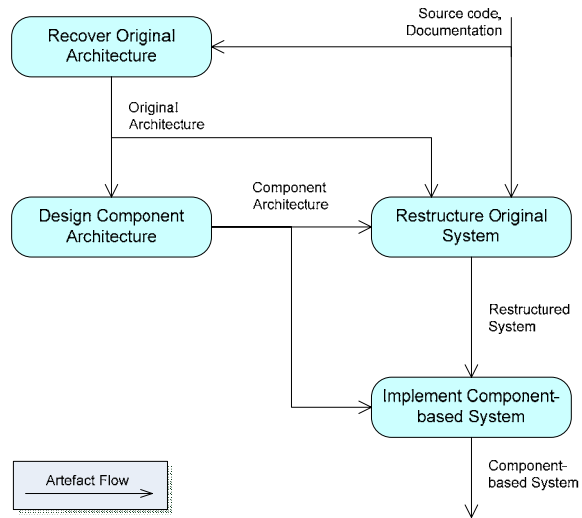 Source code,
Documentation
Recover Original
Architecture
Original
Architecture
Component
Architecture
Design Component
Architecture
Restructure Original
System
Restructured
System
Implement Component-
based System
Component-
based System
Artefact Flow